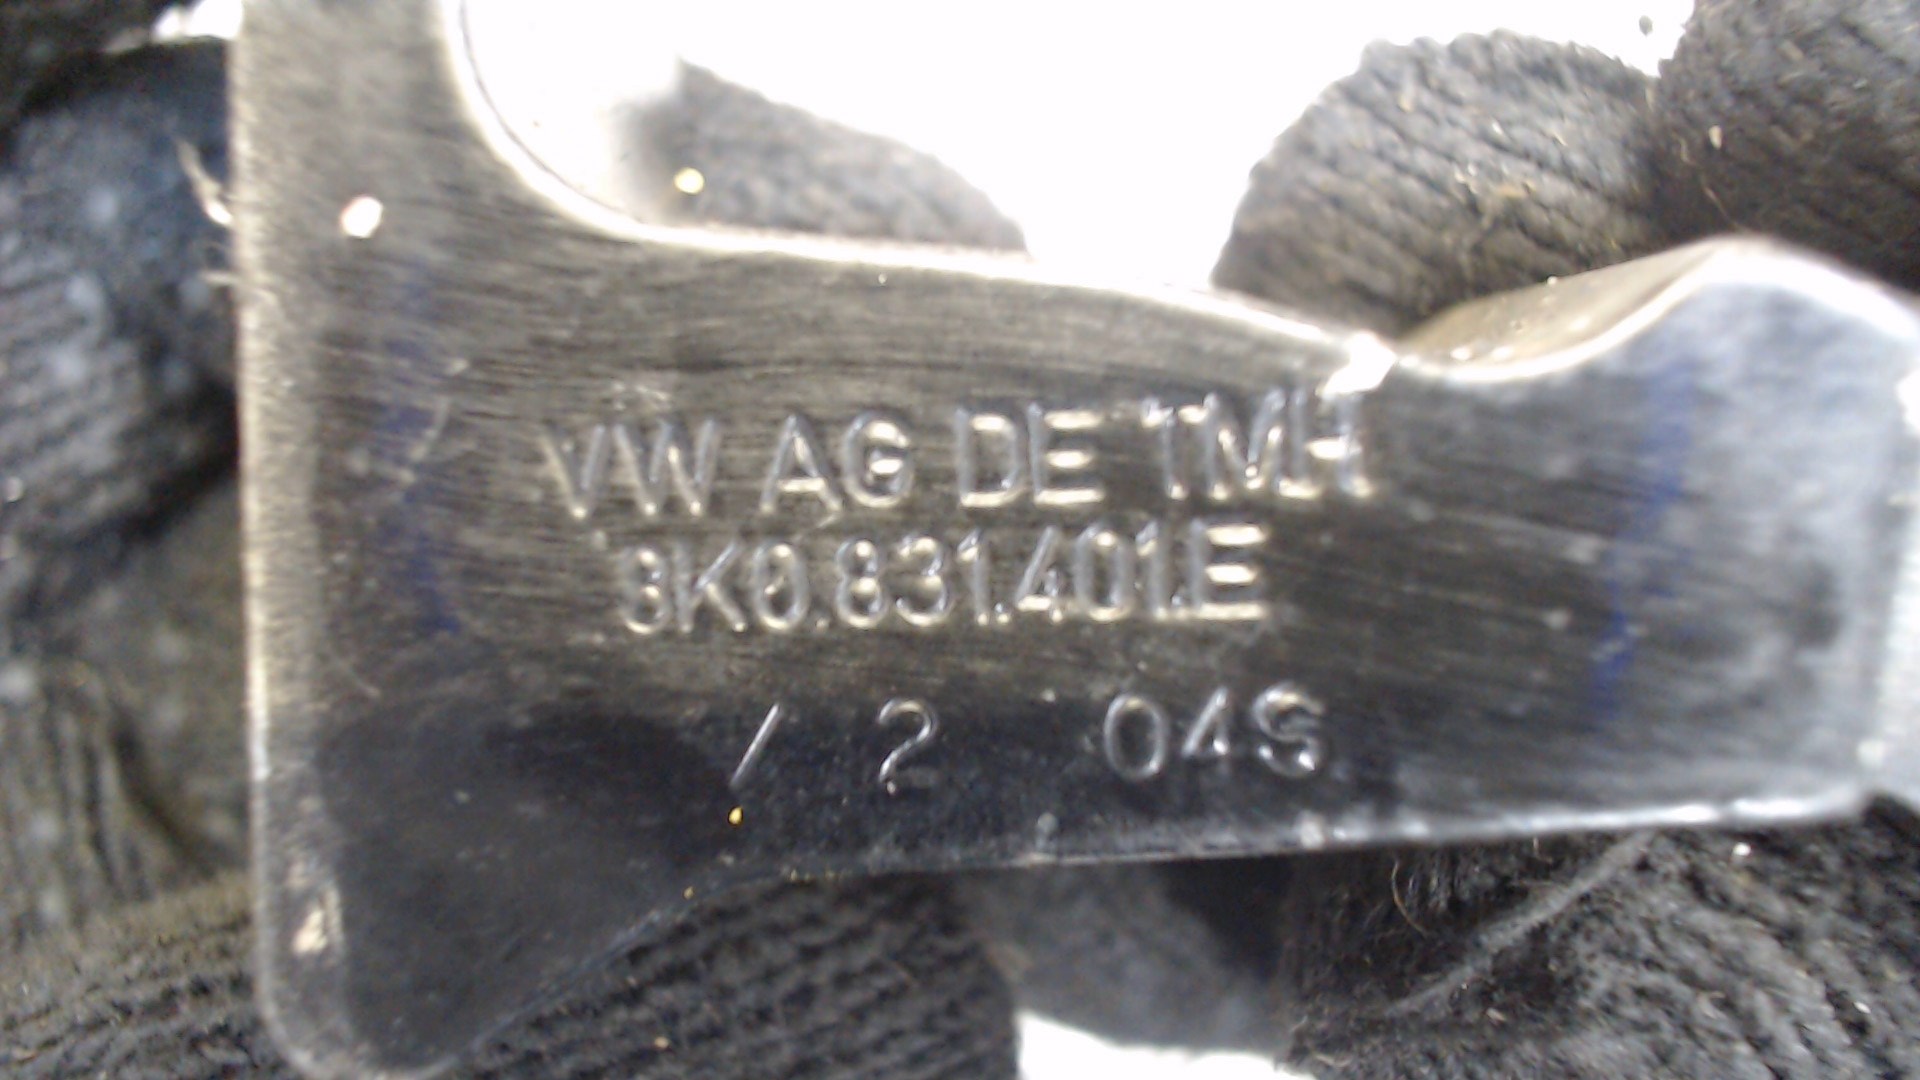 VW AG DE TMH
8K0.831.401.E
/ 2 04S